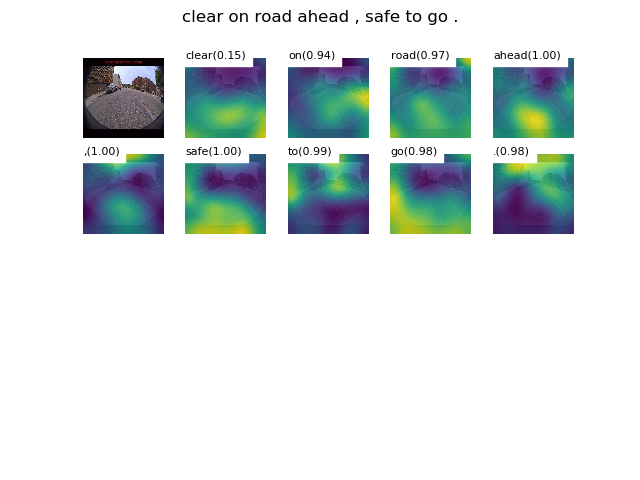 clear on road ahead , safe to go .
clear(0.15) on(0.94) road(0.97) ahead(1.00)
,(1.00) safe(1.00) to(0.99) go(0.98) .(0.98)